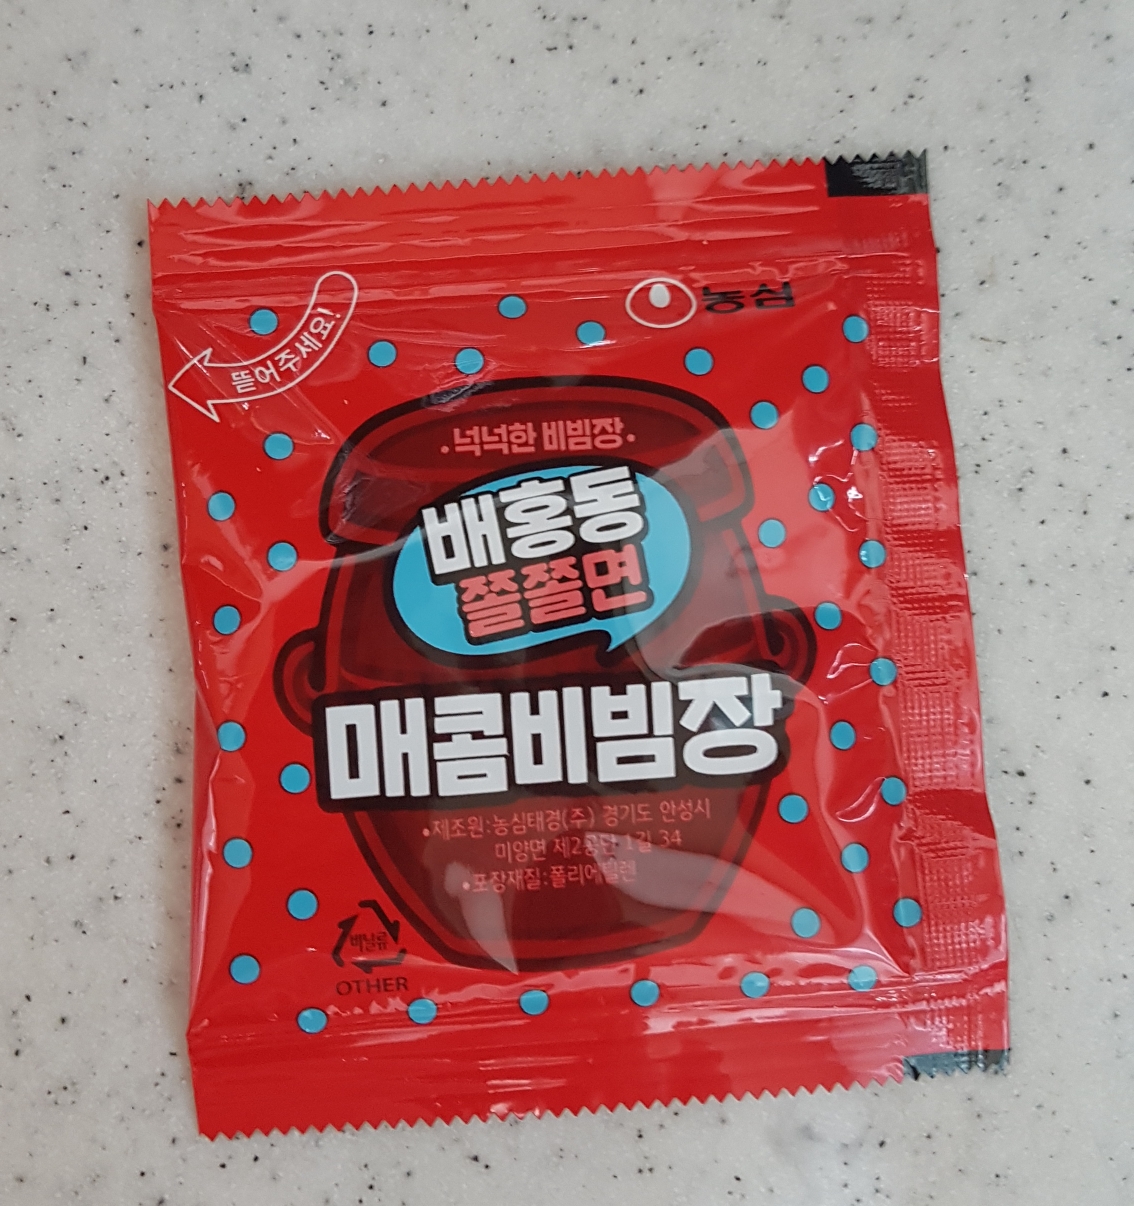 농심
뜯어주세요!
·넉넉한 비빔장·
배홍동
쫄쫄면
매콤비빔장
•제조원:농심태경(주) 경기도 안성시
미양면 제2공단 1길 34
•포장재질:폴리에틸렌
비닐류
OTHER